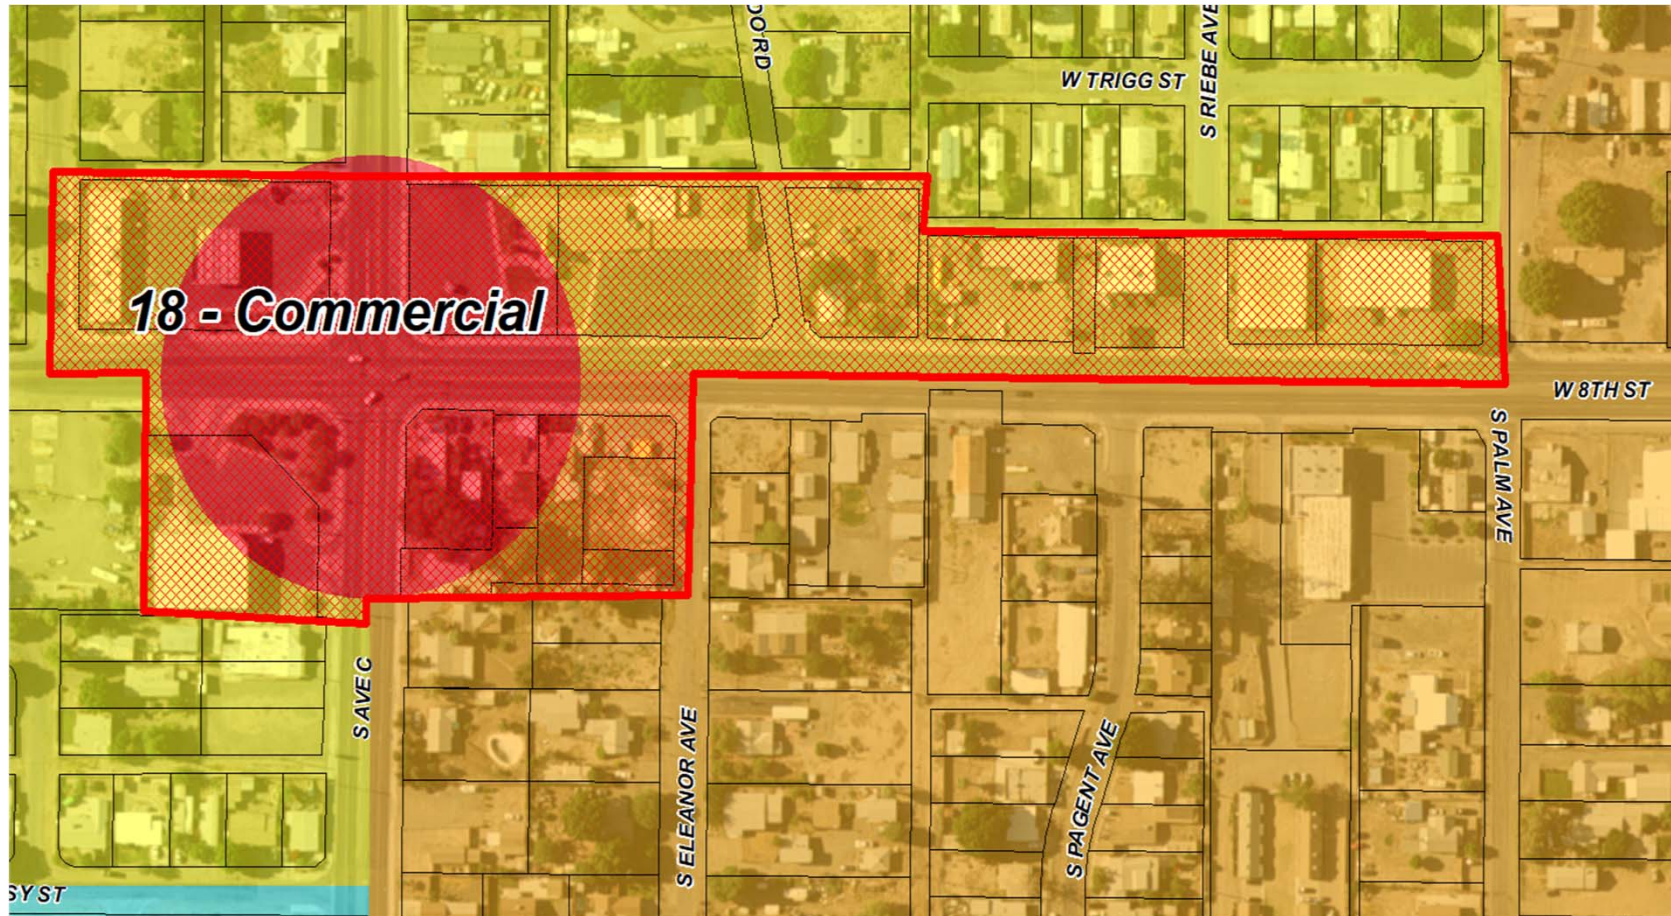 W TRIGG ST
S RIEBE AVE
18 - Commercial
W 8TH ST
S PALM AVE
S AVE C
S ELEANOR AVE
S PAGENT AVE
SY ST